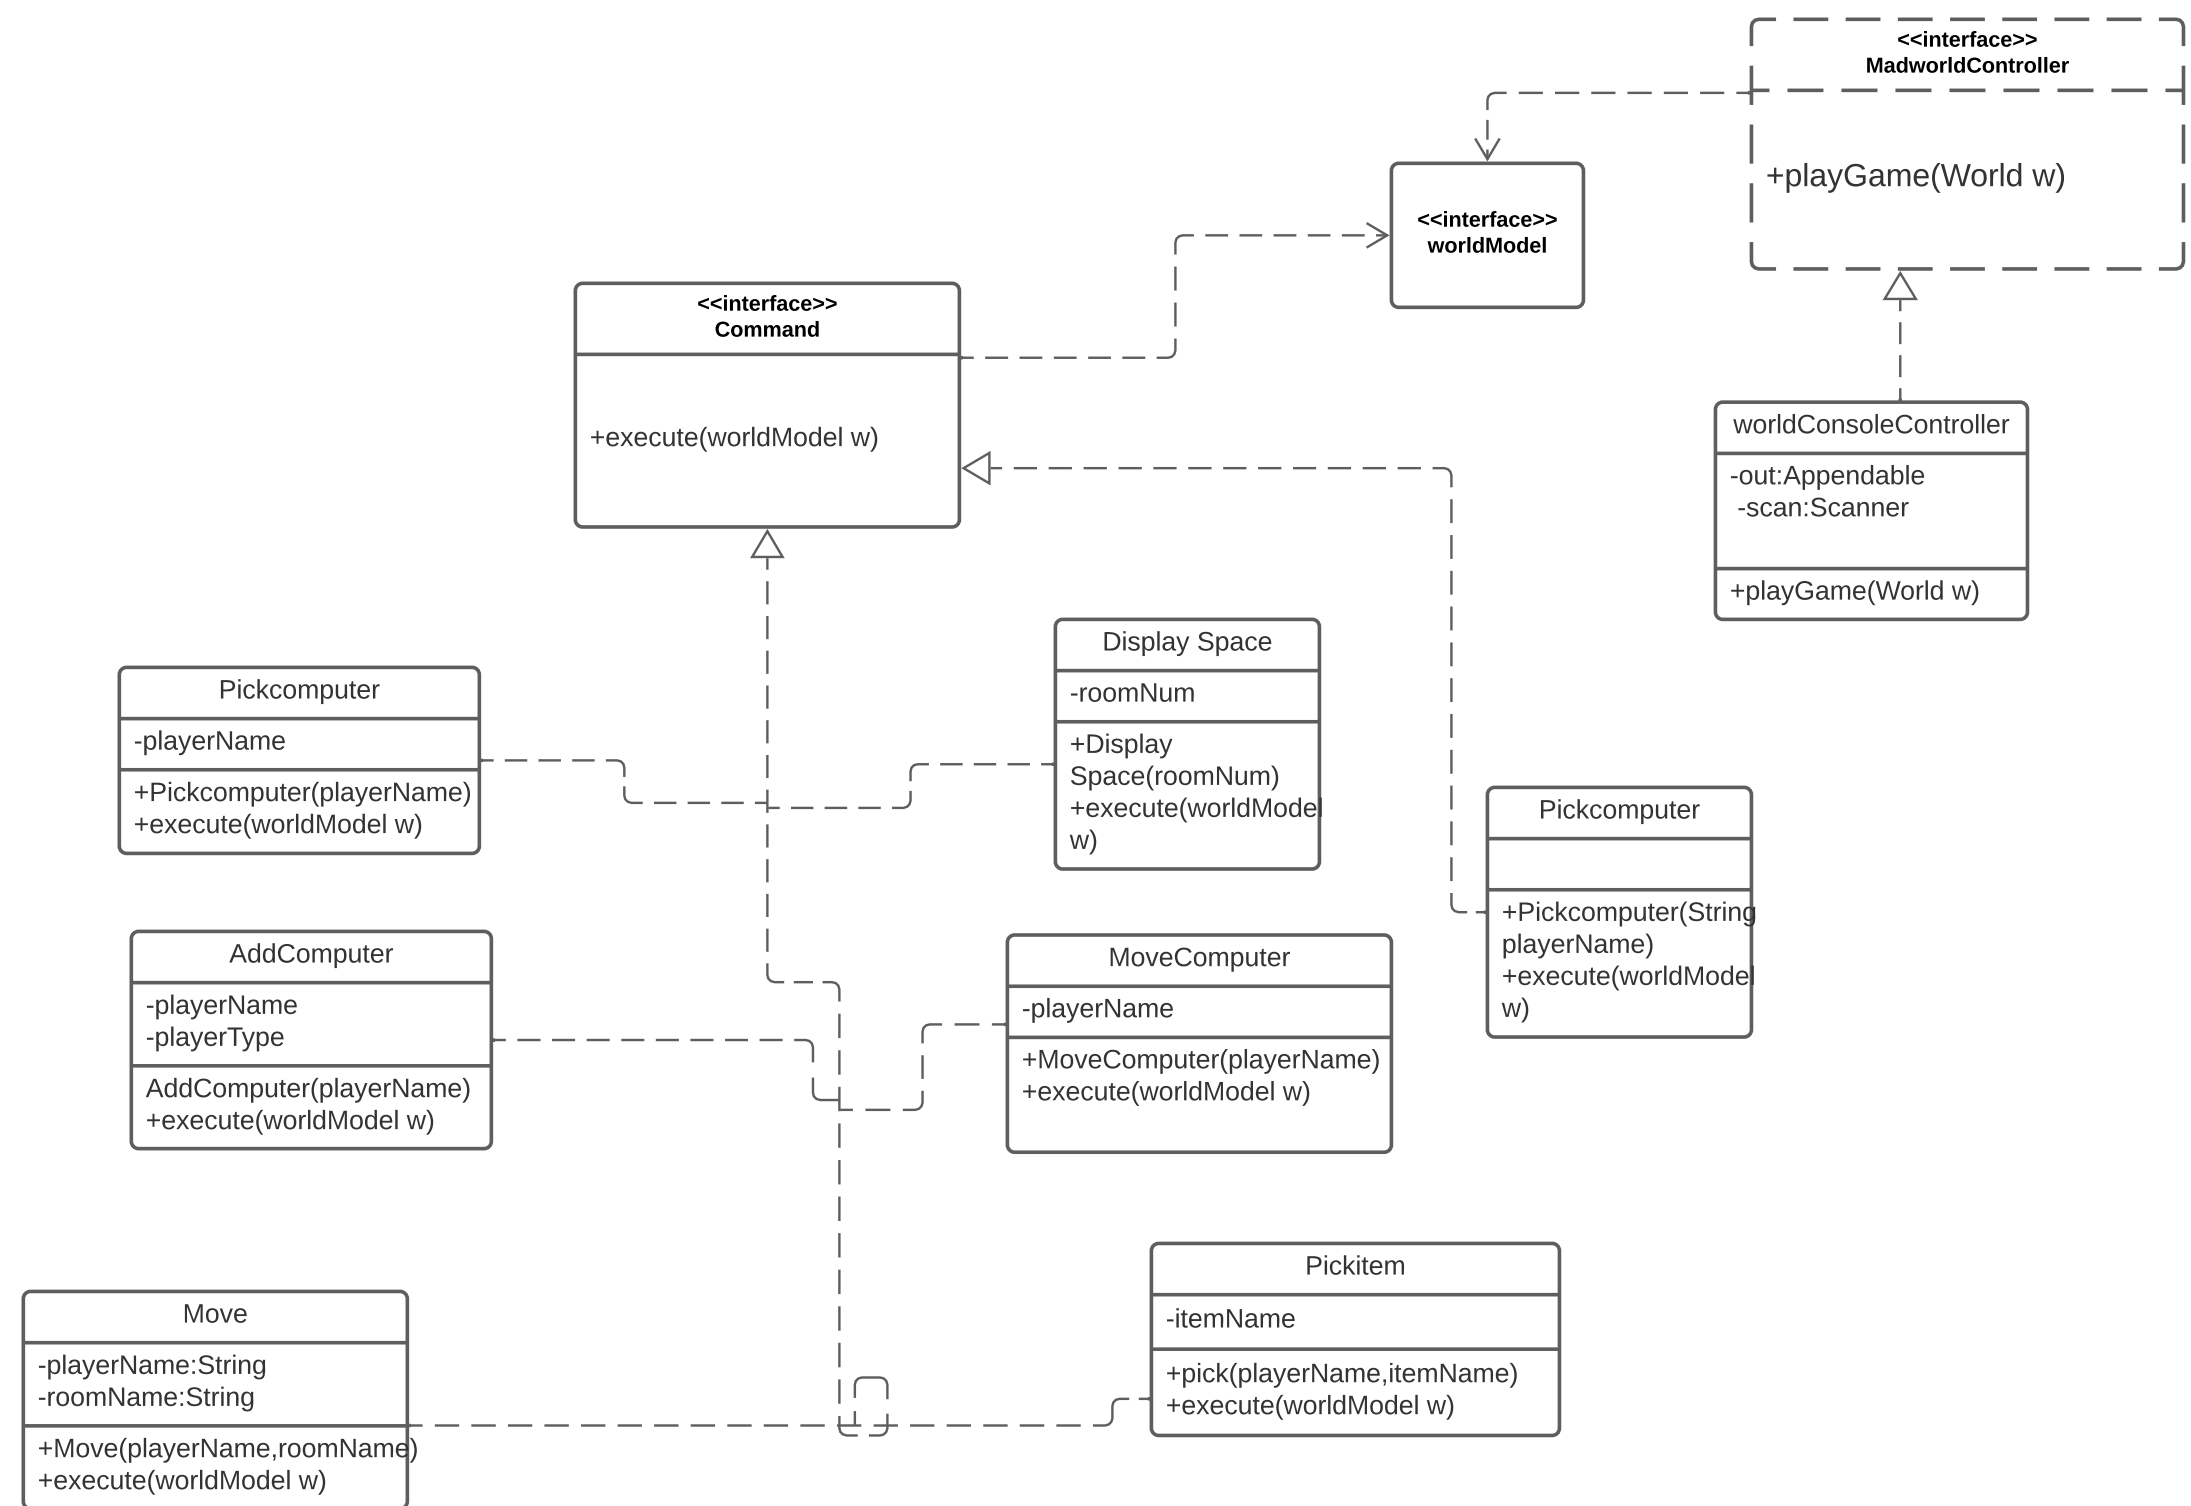 <<interface>>
MadworldController
+playGame(World w)
<<interface>>
worldModel
<<interface>>
Command
+execute(worldModel w)
worldConsoleController
-out:Appendable
-scan:Scanner
+playGame(World w)
Display Space
-roomNum
+Display
Space(roomNum)
+execute(worldModel
w)
Pickcomputer
-playerName
+Pickcomputer(playerName)
+execute(worldModel w)
Pickcomputer
+Pickcomputer(String
playerName)
+execute(worldModel
w)
AddComputer
-playerName
-playerType
AddComputer(playerName)
+execute(worldModel w)
MoveComputer
-playerName
+MoveComputer(playerName)
+execute(worldModel w)
Pickitem
-itemName
+pick(playerName,itemName)
+execute(worldModel w)
Move
-playerName:String
-roomName:String
+Move(playerName,roomName)
+execute(worldModel w)